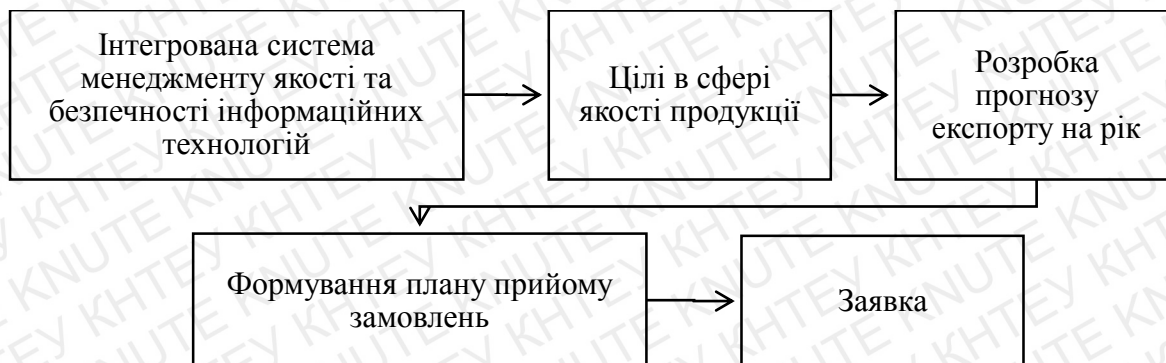 Інтегрована система
менеджменту якості та
безпечності інформаційних
технологій
Цілі в сфері
якості продукції
Розробка
прогнозу
експорту на рік
Формування плану прийому
замовлень
Заявка